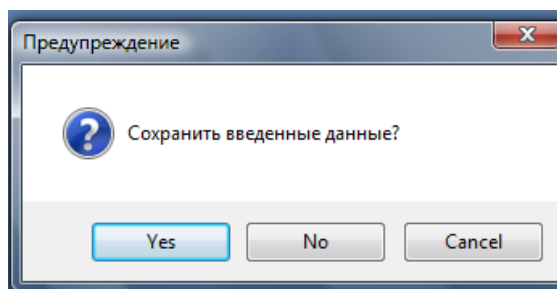 Предупреждение
Сохранить введенные данные?
Yes
No
Cancel